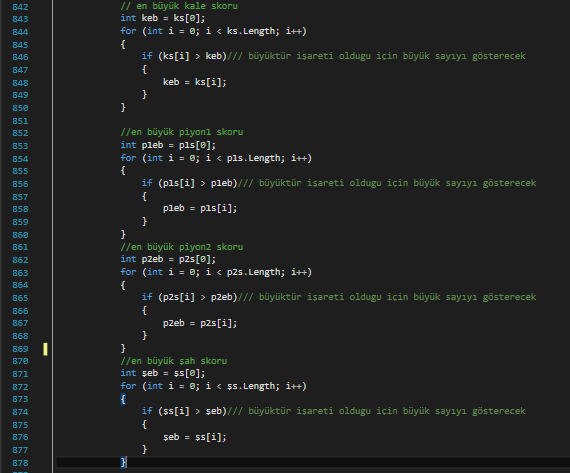 842 // en büyük kale skoru
843 int keb = ks[0];
844 for (int i = 0; i < ks.Length; i++)
845 {
846 if (ks[i] > keb)/// büyüktür işareti oldugu için büyük sayıyı gösterecek
847 {
848 keb = ks[i];
849 }
850 }
851
852 //en büyük piyon1 skoru
853 int p1eb = p1s[0];
854 for (int i = 0; i < p1s.Length; i++)
855 {
856 if (p1s[i] > p1eb)/// büyüktür işareti oldugu için büyük sayıyı gösterecek
857 {
858 p1eb = p1s[i];
859 }
860 }
861 //en büyük piyon2 skoru
862 int p2eb = p2s[0];
863 for (int i = 0; i < p2s.Length; i++)
864 {
865 if (p2s[i] > p2eb)/// büyüktür işareti oldugu için büyük sayıyı gösterecek
866 {
867 p2eb = p2s[i];
868 }
869 }
870 //en büyük şah skoru
871 int şeb = şs[0];
872 for (int i = 0; i < şs.Length; i++)
873 {
874 if (şs[i] > şeb)/// büyüktür işareti oldugu için büyük sayıyı gösterecek
875 {
876 şeb = şs[i];
877 }
878 }